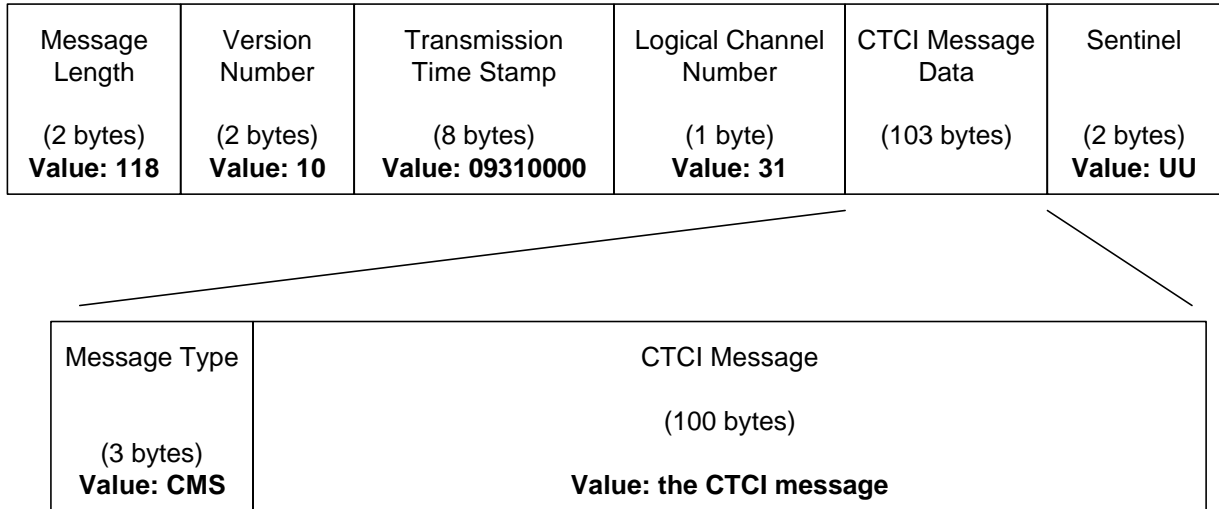 Message
Length
(2 bytes)
Value: 118
Version
Number
(2 bytes)
Value: 10
Transmission
Time Stamp
(8 bytes)
Value: 09310000
Logical Channel
Number
(1 byte)
Value: 31
CTCI Message
Data
(103 bytes)
Sentinel
(2 bytes)
Value: UU
Message Type
(3 bytes)
Value: CMS
CTCI Message
(100 bytes)
Value: the CTCI message